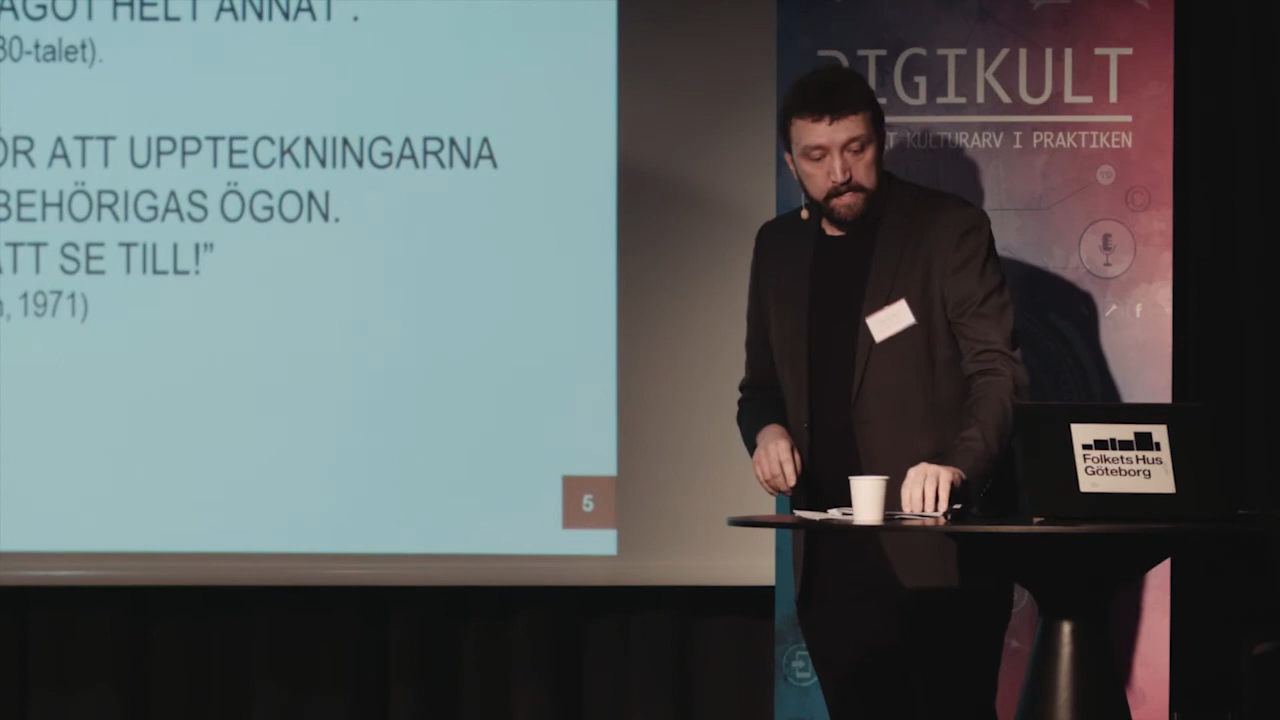 ÅGOT HELT ANNAT".
30-talet).
ÖR ATT UPPTECKNINGARNA
BEHÖRIGAS ÖGON.
ATT SE TILL!"
, 1971)
5
DIGIKULT
T KULTURARV I PRAKTIKEN
Folkets Hus
Göteborg